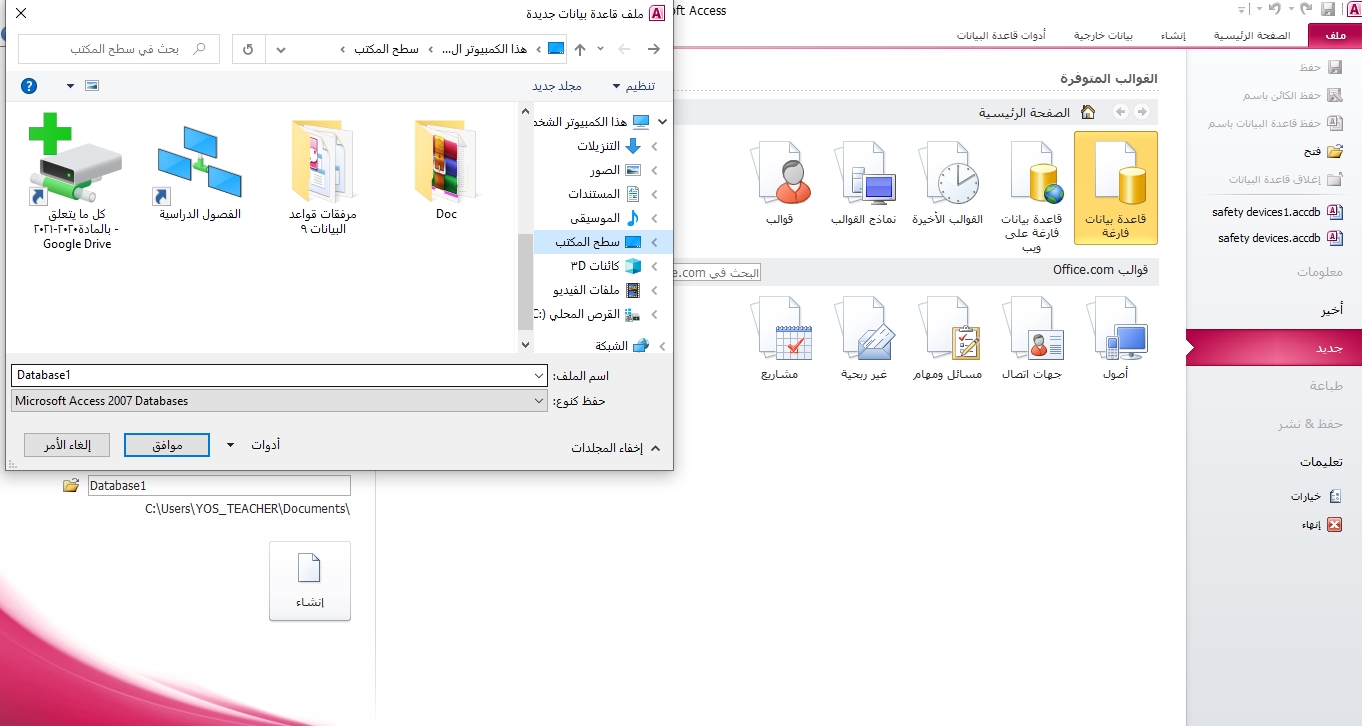 ملف قاعدة بيانات جديدة
هذا الكمبيوتر ال...
سطح المكتب
بحث في سطح المكتب
تنظيم
مجلد جديد
هذا الكمبيوتر الشخص
التنزيلات
الصور
المستندات
الموسيقى
سطح المكتب
كائنات ٣D
ملفات الفيديو
القرص المحلي (C:
الشبكة
Doc
مرفقات قواعد
البيانات ٩
الفصول الدراسية
كل ما يتعلق
بالمادة٢٠٢٠-٢٠٢١ -
Google Drive
اسم الملف:
Database1
حفظ كنوع:
Microsoft Access 2007 Databases
إخفاء المجلدات
أدوات
موافق
إلغاء الأمر
Database1
C:\Users\YOS_TEACHER\Documents\
إنشاء
oft Access
ملف
الصفحة الرئيسية
إنشاء
بيانات خارجية
أدوات قاعدة البيانات
حفظ
حفظ الكائن باسم
حفظ قاعدة البيانات باسم
فتح
إغلاق قاعدة البيانات
safety devices1.accdb
safety devices.accdb
معلومات
أخير
جديد
طباعة
حفظ & نشر
تعليمات
خيارات
إنهاء
القوالب المتوفرة
الصفحة الرئيسية
قاعدة بيانات
فارغة
قاعدة بيانات
فارغة على
ويب
القوالب الأخيرة
نماذج القوالب
قوالب
قوالب Office.com
البحث في e.com
أصول
جهات اتصال
مسائل ومهام
غير ربحية
مشاريع